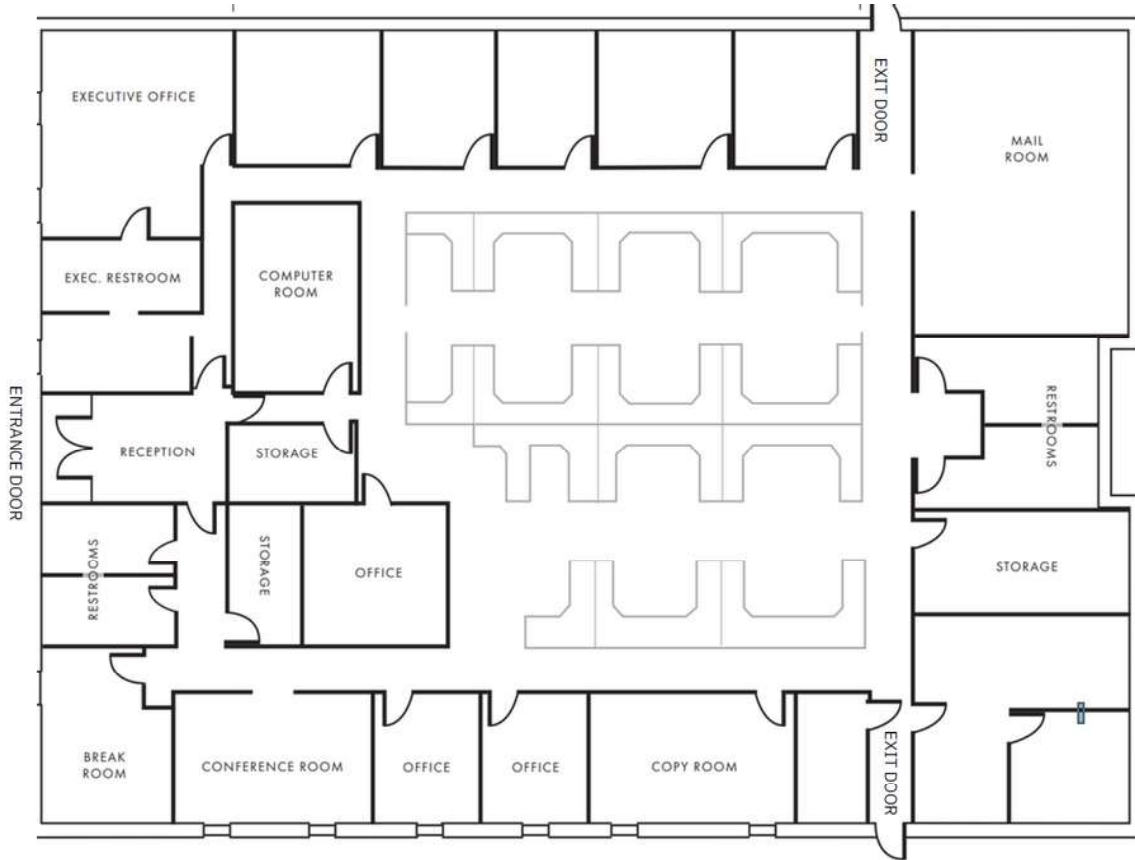 EXECUTIVE OFFICE
EXIT DOOR
MAIL
ROOM
EXEC. RESTROOM
COMPUTER
ROOM
ENTRANCE DOOR
RECEPTION
STORAGE
RESTROOMS
RESTROOMS
STORAGE
OFFICE
STORAGE
BREAK
ROOM
CONFERENCE ROOM
OFFICE
OFFICE
COPY ROOM
EXIT DOOR